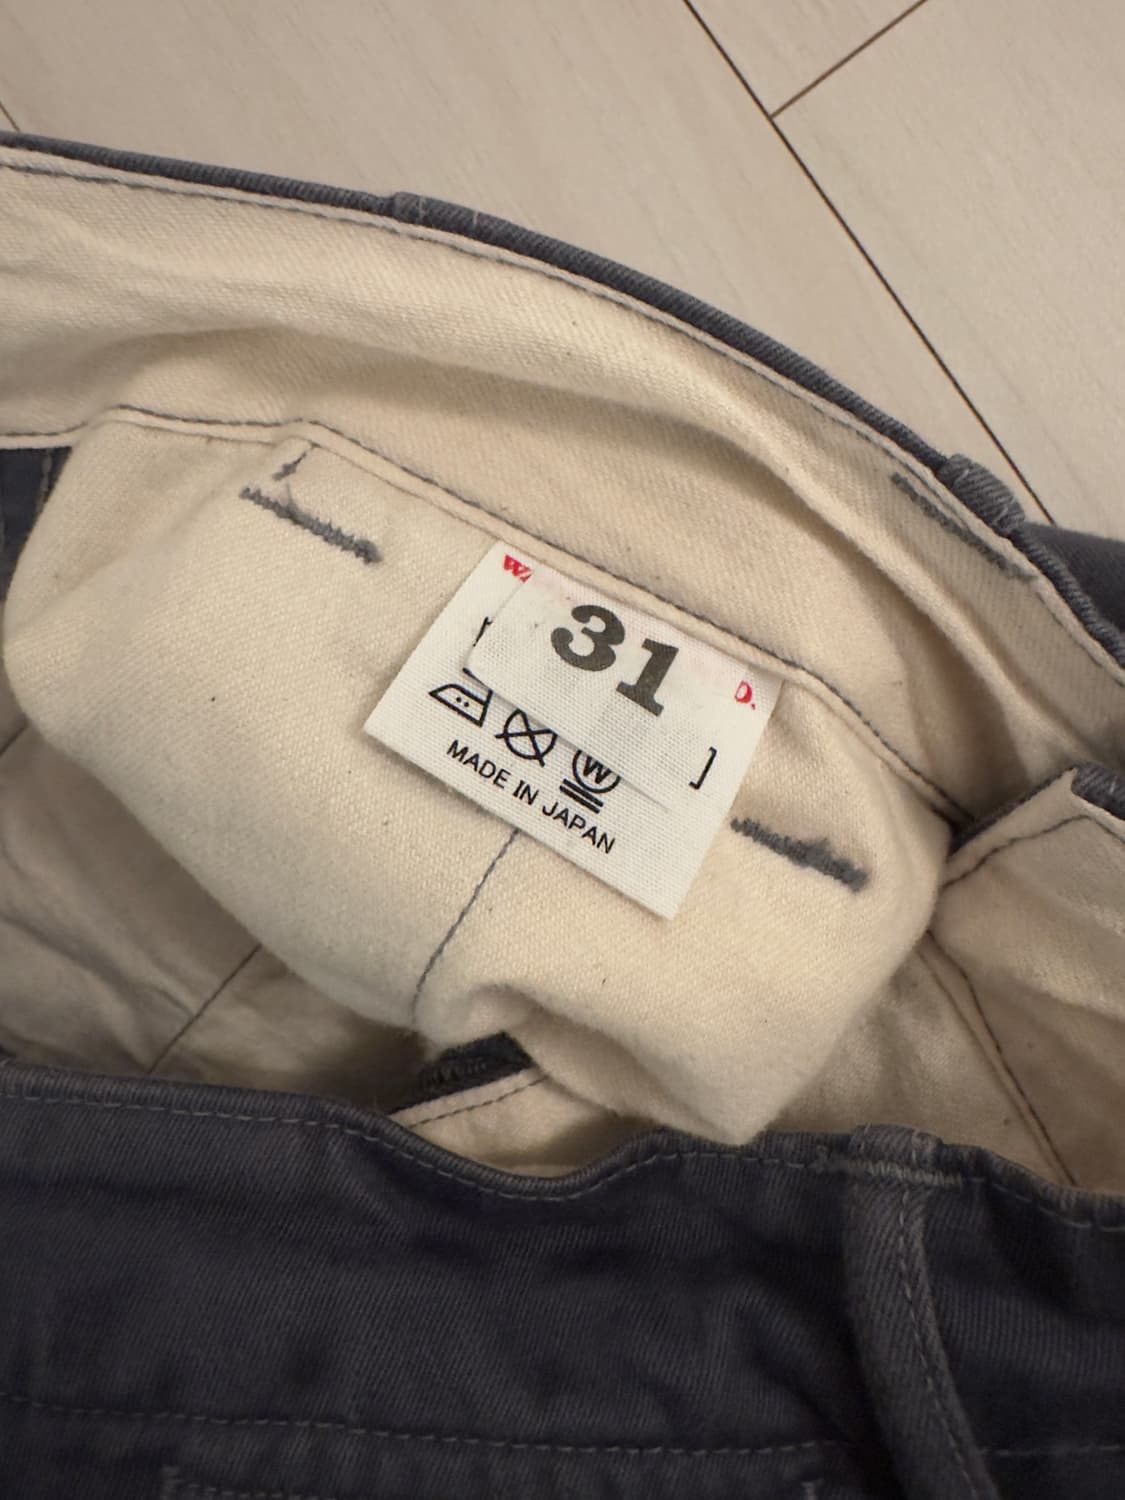 31
D.
[ ]
W
MADE IN JAPAN